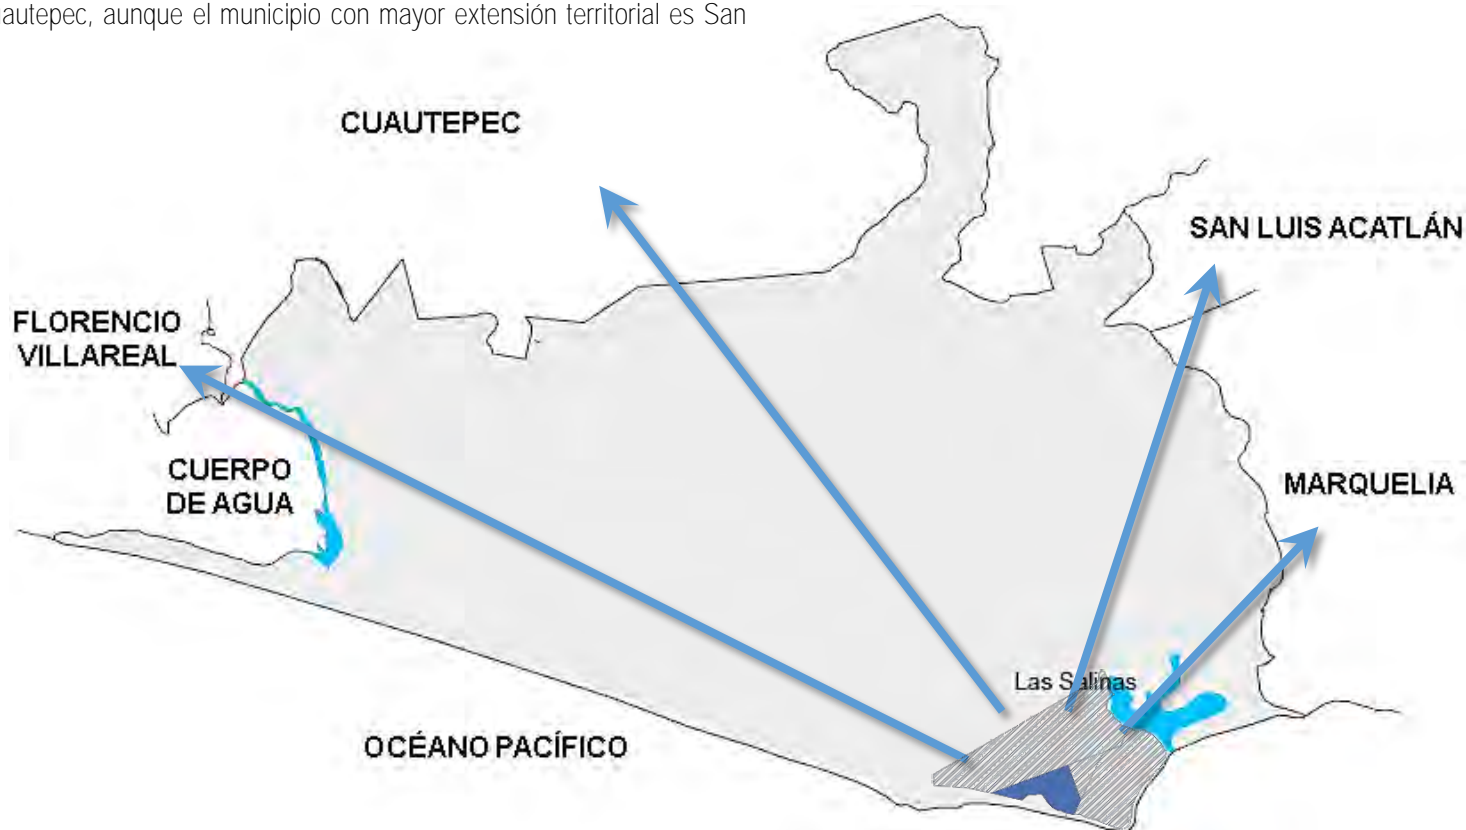 autepec, aunque el municipio con mayor extensión territorial es San
CUAUTEPEC
SAN LUIS ACATLÁN
FLORENCIO
VILLAREAL
CUERPO
DE AGUA
MARQUELIA
Las Salinas
OCÉANO PACÍFICO